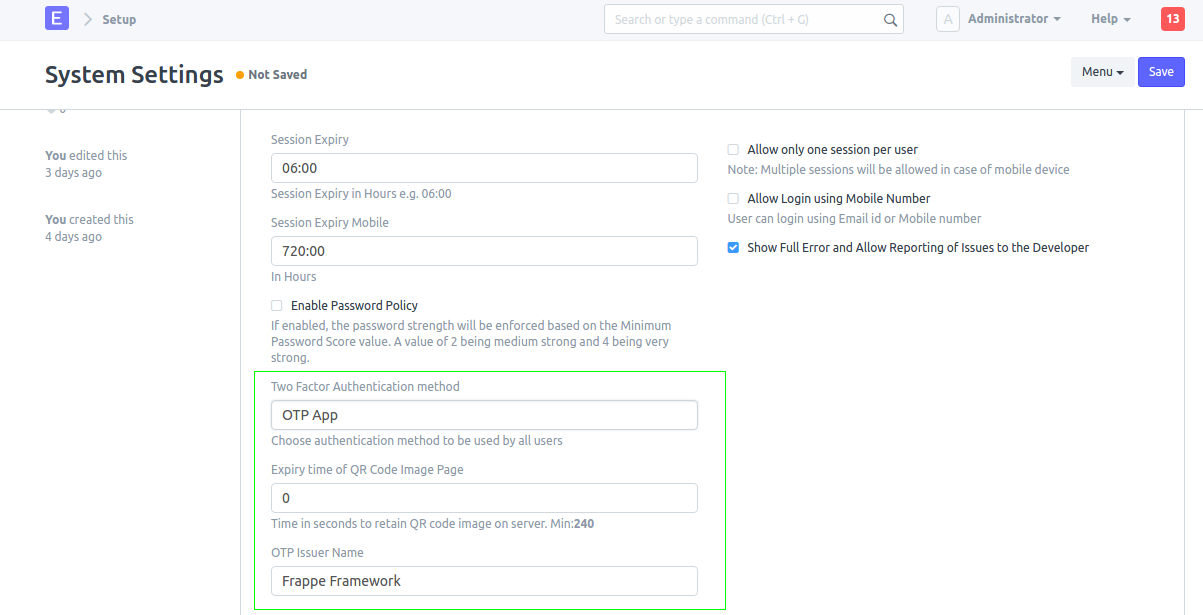 E
Setup
Search or type a command (Ctrl + G)
A
Administrator
Help
13
System Settings
Not Saved
Menu
Save
You edited this
3 days ago
You created this
4 days ago
Session Expiry
06:00
Session Expiry in Hours e.g. 06:00
Session Expiry Mobile
720:00
In Hours
Enable Password Policy
If enabled, the password strength will be enforced based on the Minimum
Password Score value. A value of 2 being medium strong and 4 being very
strong.
Two Factor Authentication method
OTP App
Choose authentication method to be used by all users
Expiry time of QR Code Image Page
0
Time in seconds to retain QR code image on server. Min:240
OTP Issuer Name
Frappe Framework
Allow only one session per user
Note: Multiple sessions will be allowed in case of mobile device
Allow Login using Mobile Number
User can login using Email id or Mobile number
Show Full Error and Allow Reporting of Issues to the Developer